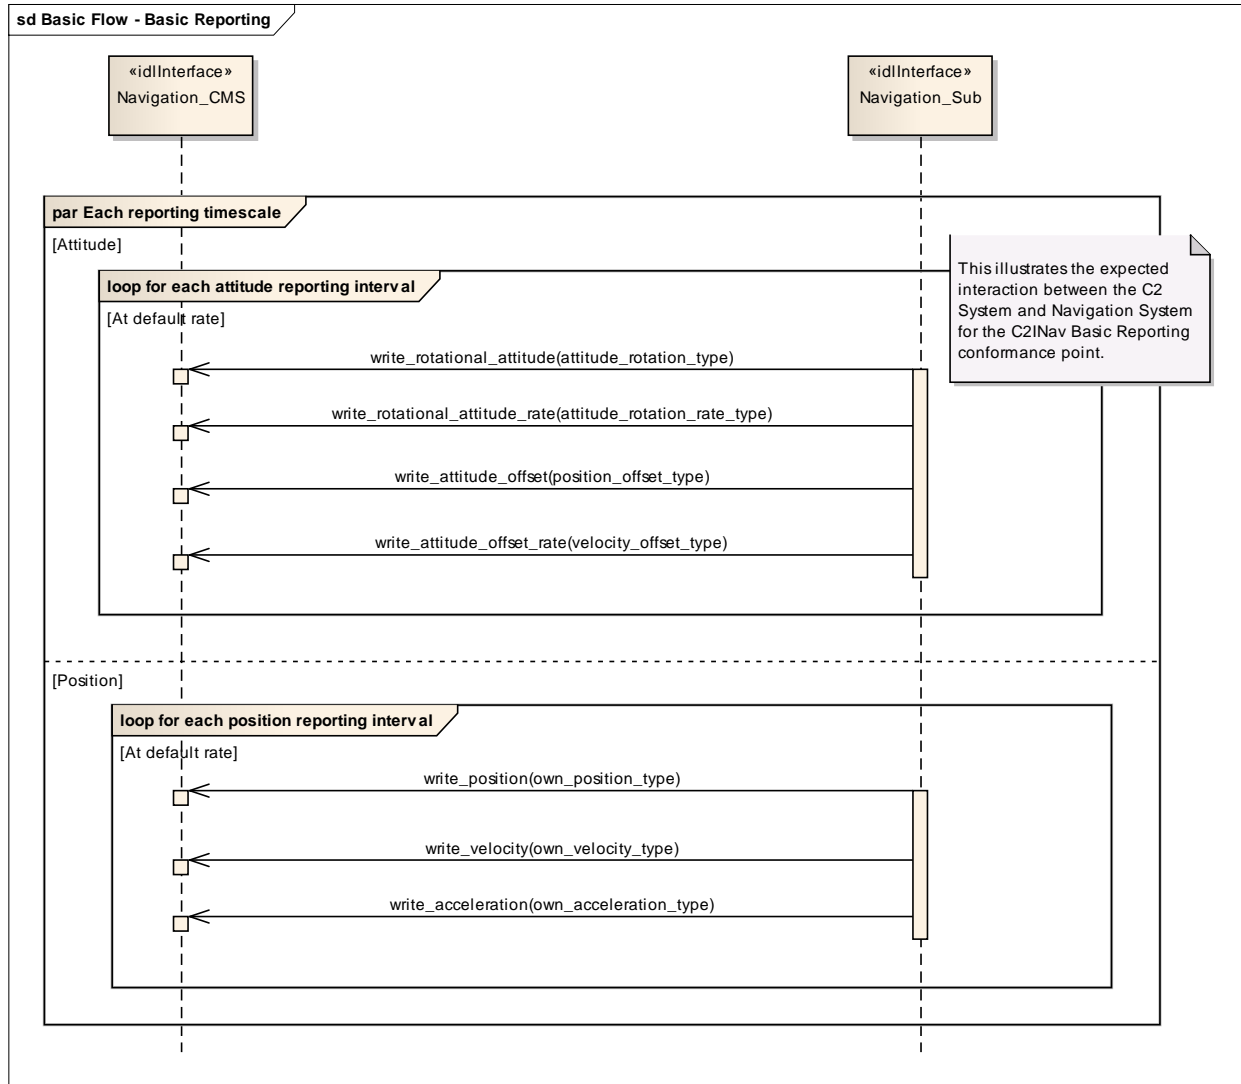 sd Basic Flow - Basic Reporting
«idlInterface»
Navigation_CMS
«idlInterface»
Navigation_Sub
par Each reporting timescale
[Attitude]
This illustrates the expected
interaction between the C2
System and Navigation System
for the C2INav Basic Reporting
conformance point.
loop for each attitude reporting interval
[At default rate]
write_rotational_attitude(attitude_rotation_type)
write_rotational_attitude_rate(attitude_rotation_rate_type)
write_attitude_offset(position_offset_type)
write_attitude_offset_rate(velocity_offset_type)
[Position]
loop for each position reporting interval
[At default rate]
write_position(own_position_type)
write_velocity(own_velocity_type)
write_acceleration(own_acceleration_type)